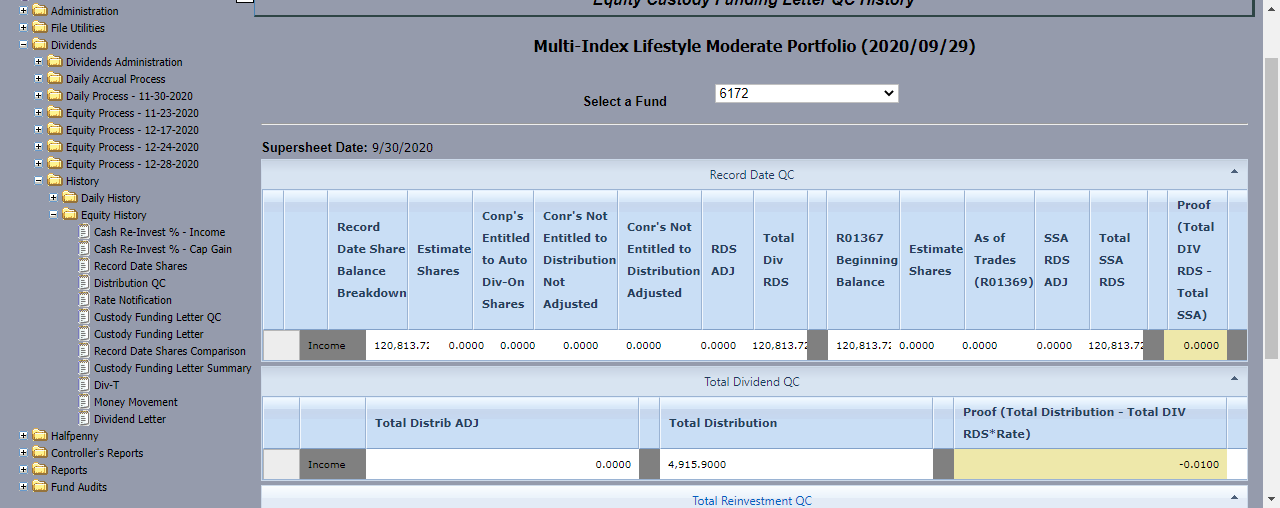 Administration
File Utilities
Dividends
Dividends Administration
Daily Accrual Process
Daily Process - 11-30-2020
Equity Process - 11-23-2020
Equity Process - 12-17-2020
Equity Process - 12-24-2020
Equity Process - 12-28-2020
History
Daily History
Equity History
Cash Re-Invest % - Income
Cash Re-Invest % - Cap Gain
Record Date Shares
Distribution QC
Rate Notification
Custody Funding Letter QC
Custody Funding Letter
Record Date Shares Comparison
Custody Funding Letter Summary
Div-T
Money Movement
Dividend Letter
Halfpenny
Controller's Reports
Reports
Fund Audits
Equity Custody Funding Letter QC History
Multi-Index Lifestyle Moderate Portfolio (2020/09/29)
Select a Fund 6172
Supersheet Date: 9/30/2020
Record Date QC
Record
Date Share
Balance
Breakdown
Estimate
Shares
Conp's
Entitled
to Auto
Div-On
Shares
Conr's Not
Entitled to
Distribution
Not
Adjusted
Conr's Not
Entitled to
Distribution
Adjusted
RDS
ADJ
Total
Div
RDS
R01367
Beginning
Balance
Estimate
Shares
As of
Trades
(R01369)
SSA
RDS
ADJ
Total
SSA
RDS
Proof
(Total
DIV
RDS -
Total
SSA)
Income 120,813.72 0.0000 0.0000 0.0000 0.0000 0.0000 120,813.72 120,813.72 0.0000 0.0000 0.0000 120,813.72 0.0000
Total Dividend QC
Total Distrib ADJ
Total Distribution
Proof (Total Distribution - Total DIV
RDS*Rate)
Income 0.0000 4,915.9000 -0.0100
Total Reinvestment QC